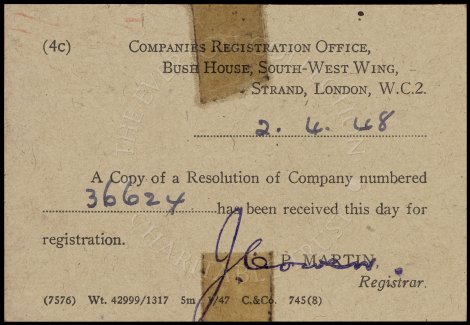 (4c) COMPANIES REGISTRATION OFFICE,
BUSH HOUSE, SOUTH-WEST WING,
STRAND, LONDON, W.C.2.
2. 4. 48
A Copy of a Resolution of Company numbered
36624 has been received this day for
registration.
P. MARTIN,
Registrar.
(7576) Wt. 42999/1317 5m /47 C.&Co. 745(8)